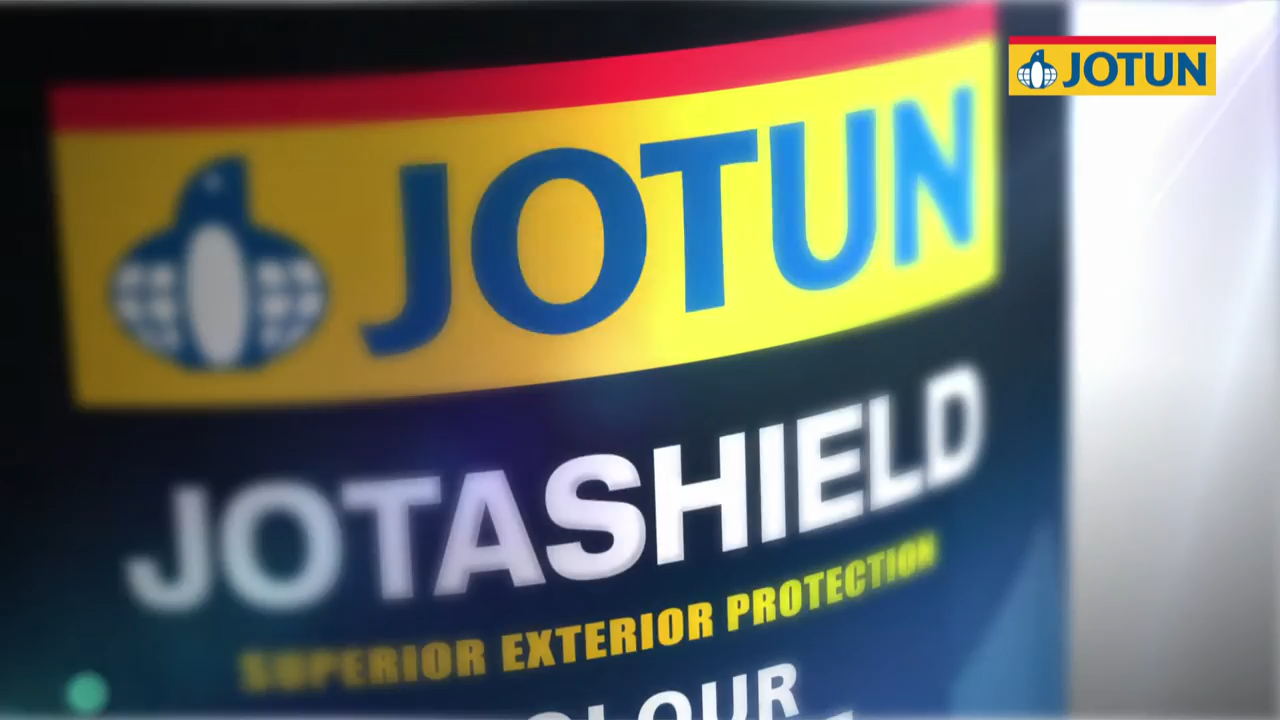 JOTUN
JOTUN
JOTASHIELD
SUPERIOR EXTERIOR PROTECTION